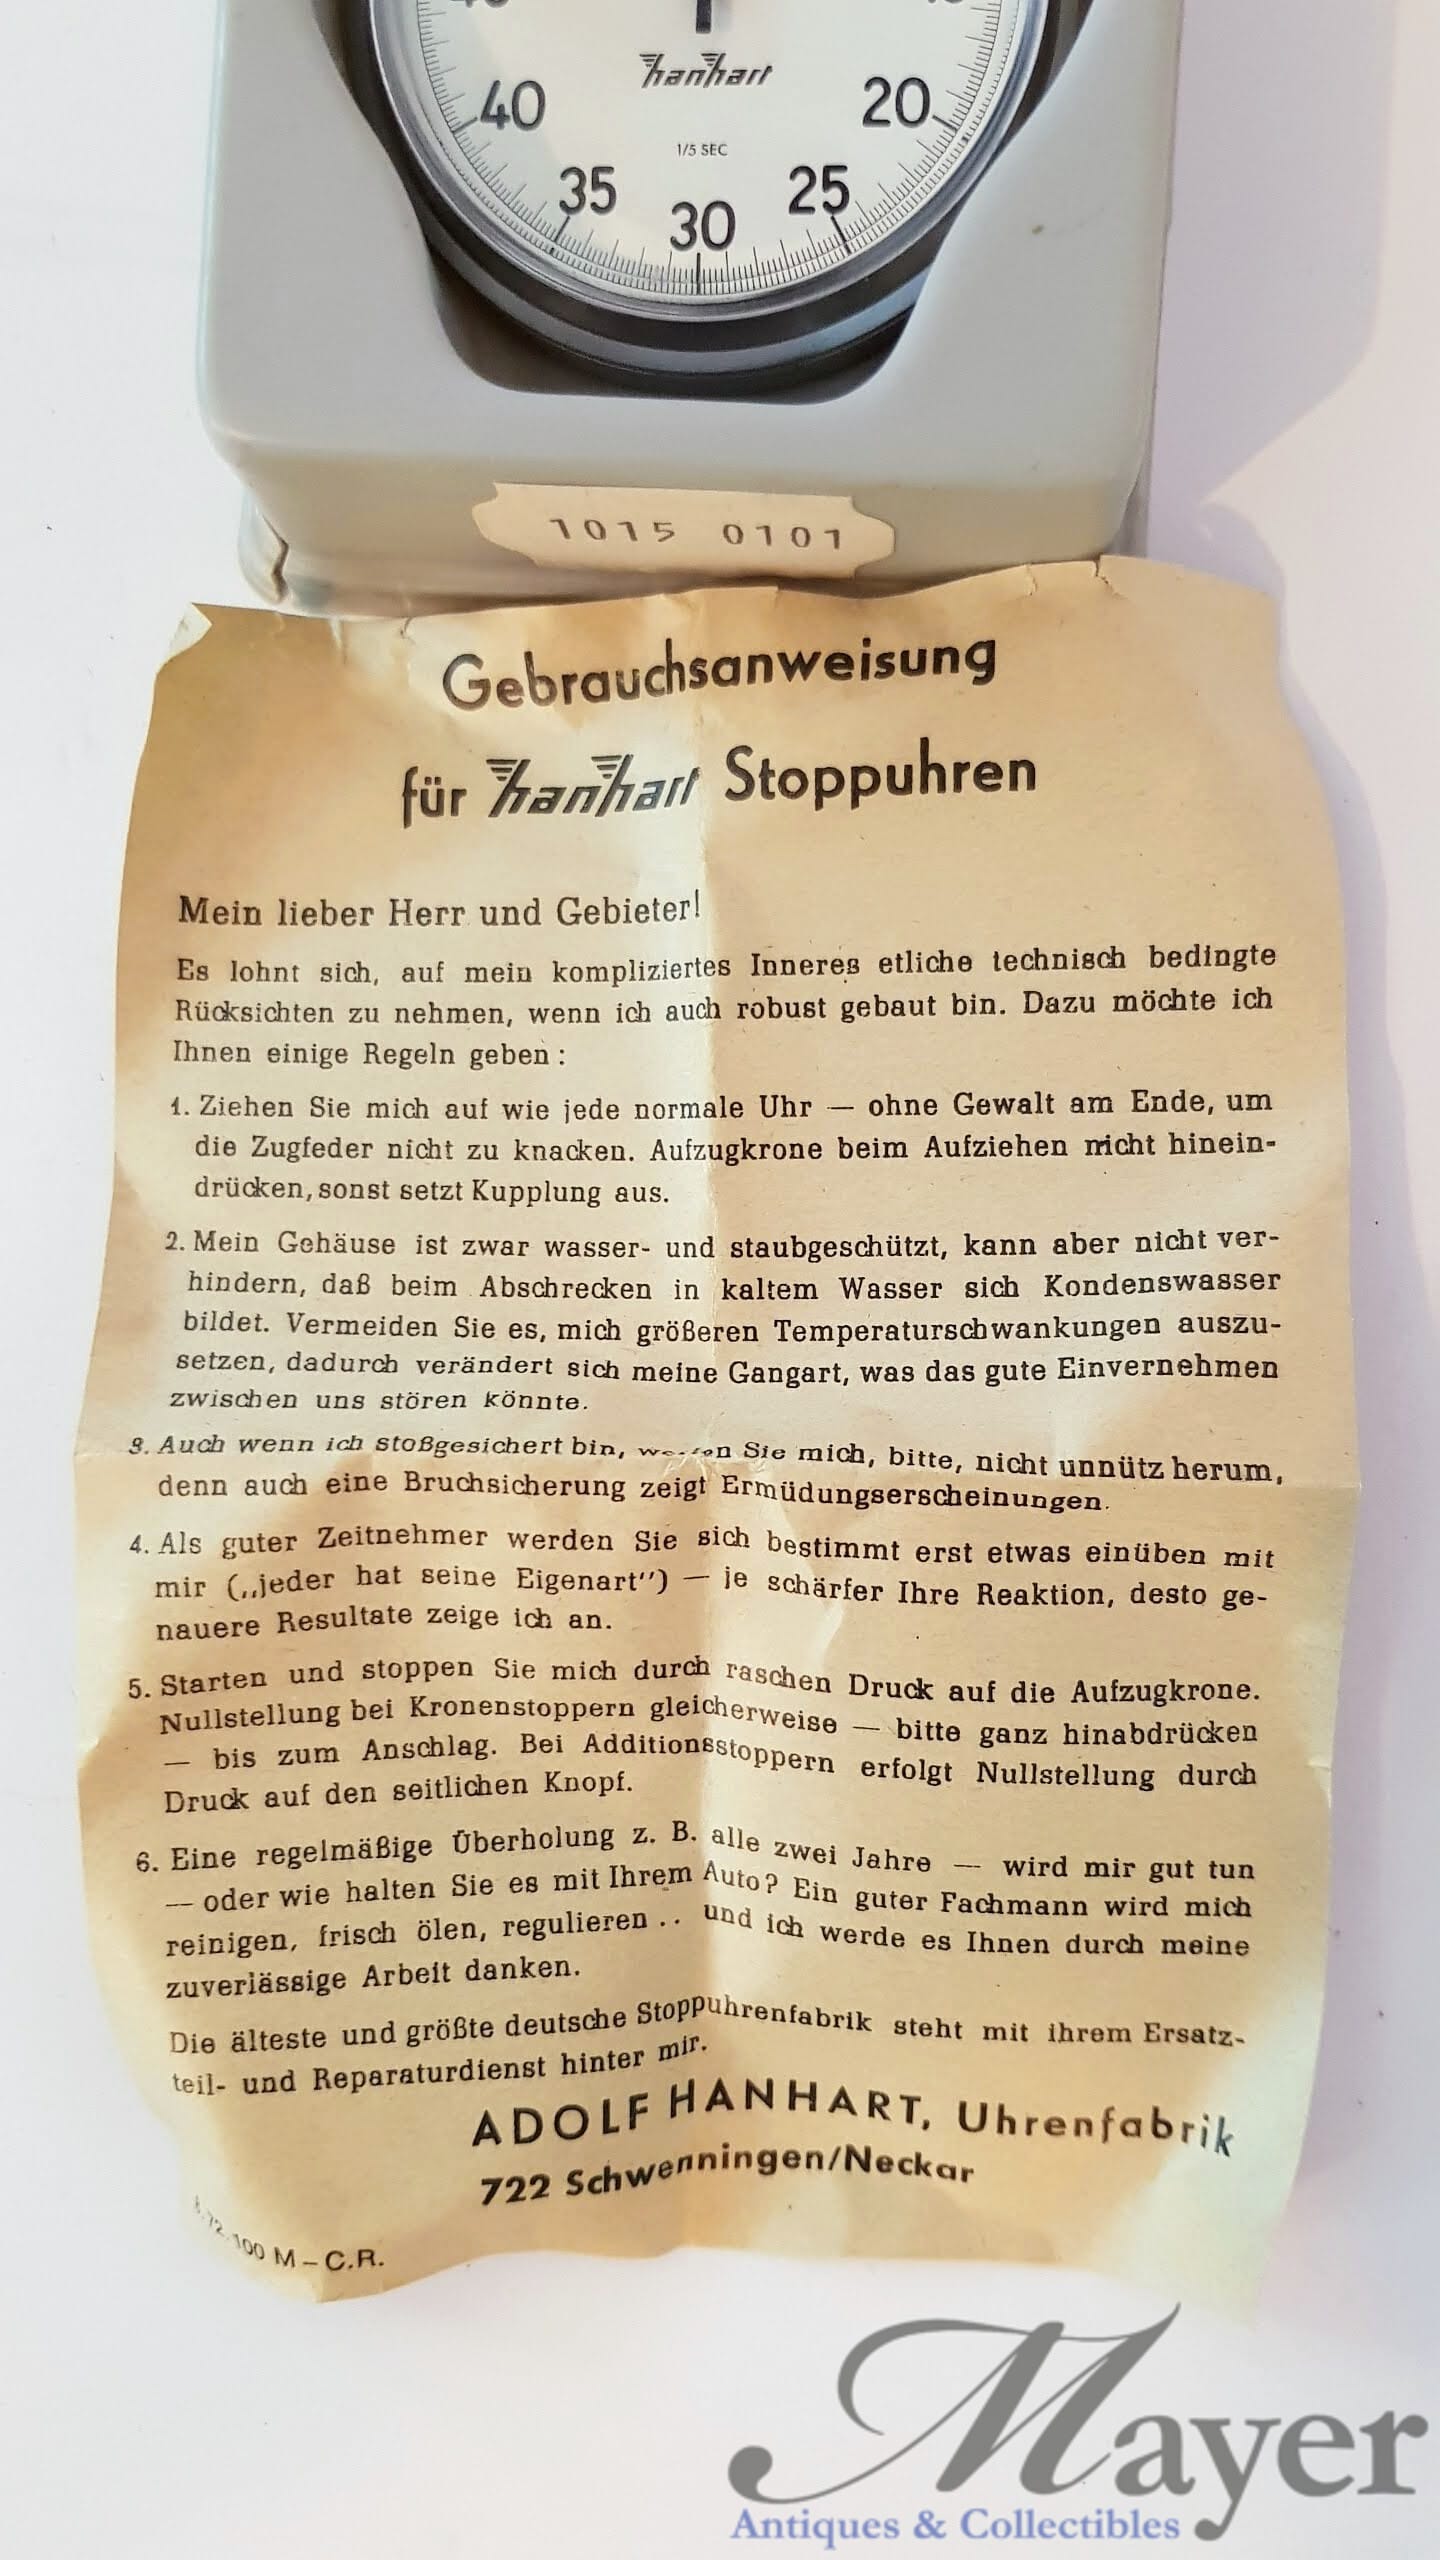 hanhart
40
20
1/5 SEC
35
25
30
1015 0101
Gebrauchsanweisung
für hanhart Stoppuhren
Mein lieber Herr und Gebieter!
Es lohnt sich, auf mein kompliziertes Inneres etliche technisch bedingte
Rücksichten zu nehmen, wenn ich auch robust gebaut bin. Dazu möchte ich
Ihnen einige Regeln geben:
1. Ziehen Sie mich auf wie jede normale Uhr — ohne Gewalt am Ende, um
die Zugfeder nicht zu knacken. Aufzugkrone beim Aufziehen nicht hinein-
drücken, sonst setzt Kupplung aus.
2. Mein Gehäuse ist zwar wasser- und staubgeschützt, kann aber nicht ver-
hindern, daß beim Abschrecken in kaltem Wasser sich Kondenswasser
bildet. Vermeiden Sie es, mich größeren Temperaturschwankungen auszu-
setzen, dadurch verändert sich meine Gangart, was das gute Einvernehmen
zwischen uns stören könnte.
3. Auch wenn ich stoßgesichert bin, Sie mich, bitte, nicht unnütz herum,
denn auch eine Bruchsicherung zeigt Ermüdungserscheinungen.
4. Als guter Zeitnehmer werden Sie sich bestimmt erst etwas einüben mit
mir („jeder hat seine Eigenart") — je schärfer Ihre Reaktion, desto ge-
nauere Resultate zeige ich an.
5. Starten und stoppen Sie mich durch raschen Druck auf die Aufzugkrone.
Nullstellung bei Kronenstoppern gleicherweise — bitte ganz hinabdrücken
— bis zum Anschlag. Bei Additionsstoppern erfolgt Nullstellung durch
Druck auf den seitlichen Knopf.
6. Eine regelmäßige Überholung z. B. alle zwei Jahre — wird mir gut tun
— oder wie halten Sie es mit Ihrem Auto? Ein guter Fachmann wird mich
reinigen, frisch ölen, regulieren .. und ich werde es Ihnen durch meine
zuverlässige Arbeit danken.
Die älteste und größte deutsche Stoppuhrenfabrik steht mit ihrem Ersatz-
teil- und Reparaturdienst hinter mir.
ADOLF HANHART, Uhrenfabrik
722 Schwenningen/Neckar
100 M – C.R.
Mayer
Antiques & Collectibles